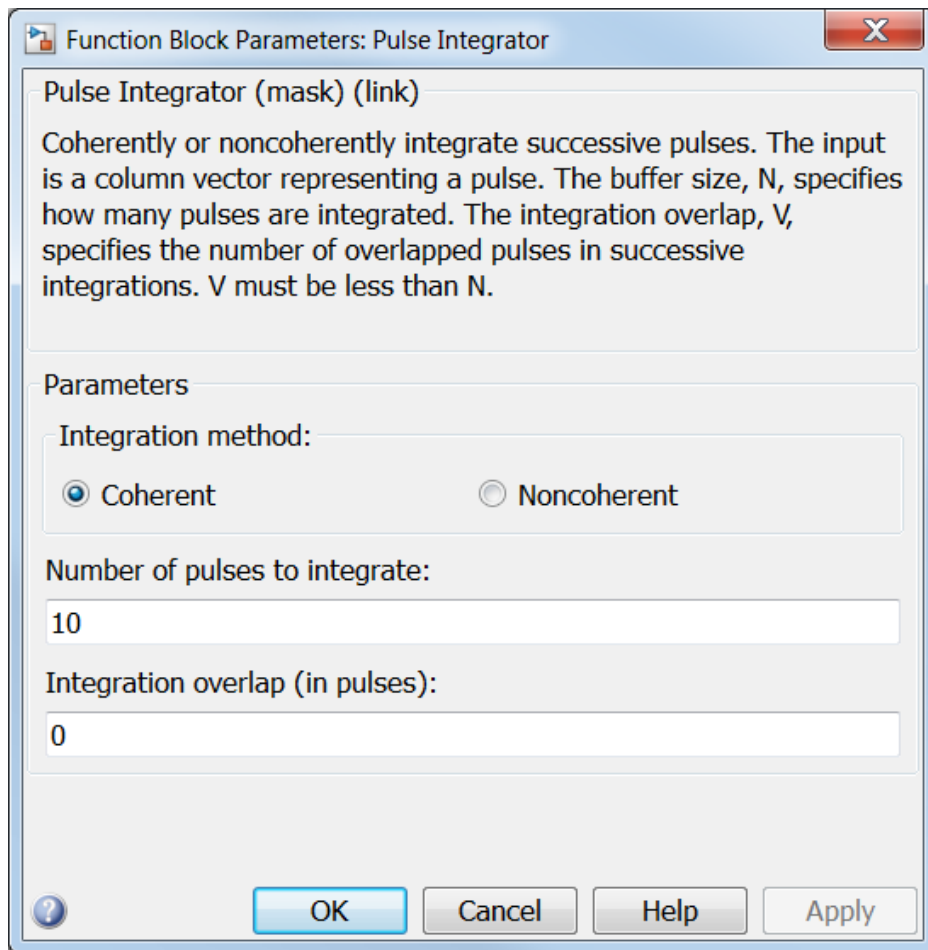 Function Block Parameters: Pulse Integrator
X
Pulse Integrator (mask) (link)
Coherently or noncoherently integrate successive pulses. The input
is a column vector representing a pulse. The buffer size, N, specifies
how many pulses are integrated. The integration overlap, V,
specifies the number of overlapped pulses in successive
integrations. V must be less than N.
Parameters
Integration method:
Coherent Noncoherent
Number of pulses to integrate:
10
Integration overlap (in pulses):
0
? OK Cancel Help Apply